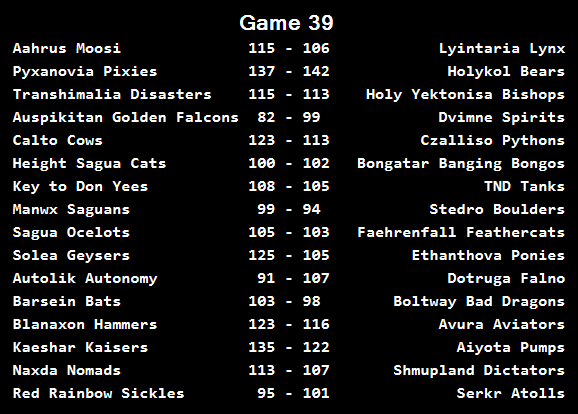 Game 39
Aahrus Moosi 115 - 106 Lyintaria Lynx
Pyxanovia Pixies 137 - 142 Holykol Bears
Transhimalia Disasters 115 - 113 Holy Yektonisa Bishops
Auspikitan Golden Falcons 82 - 99 Dvimne Spirits
Calto Cows 123 - 113 Czalliso Pythons
Height Sagua Cats 100 - 102 Bongatar Banging Bongos
Key to Don Yees 108 - 105 TND Tanks
Manwx Saguans 99 - 94 Stedro Boulders
Sagua Ocelots 105 - 103 Faehrenfall Feathercats
Solea Geysers 125 - 105 Ethanthova Ponies
Autolik Autonomy 91 - 107 Dotruga Falno
Barsein Bats 103 - 98 Boltway Bad Dragons
Blanaxon Hammers 123 - 116 Avura Aviators
Kaeshar Kaisers 135 - 122 Aiyota Pumps
Naxda Nomads 113 - 107 Shmupland Dictators
Red Rainbow Sickles 95 - 101 Serkr Atolls